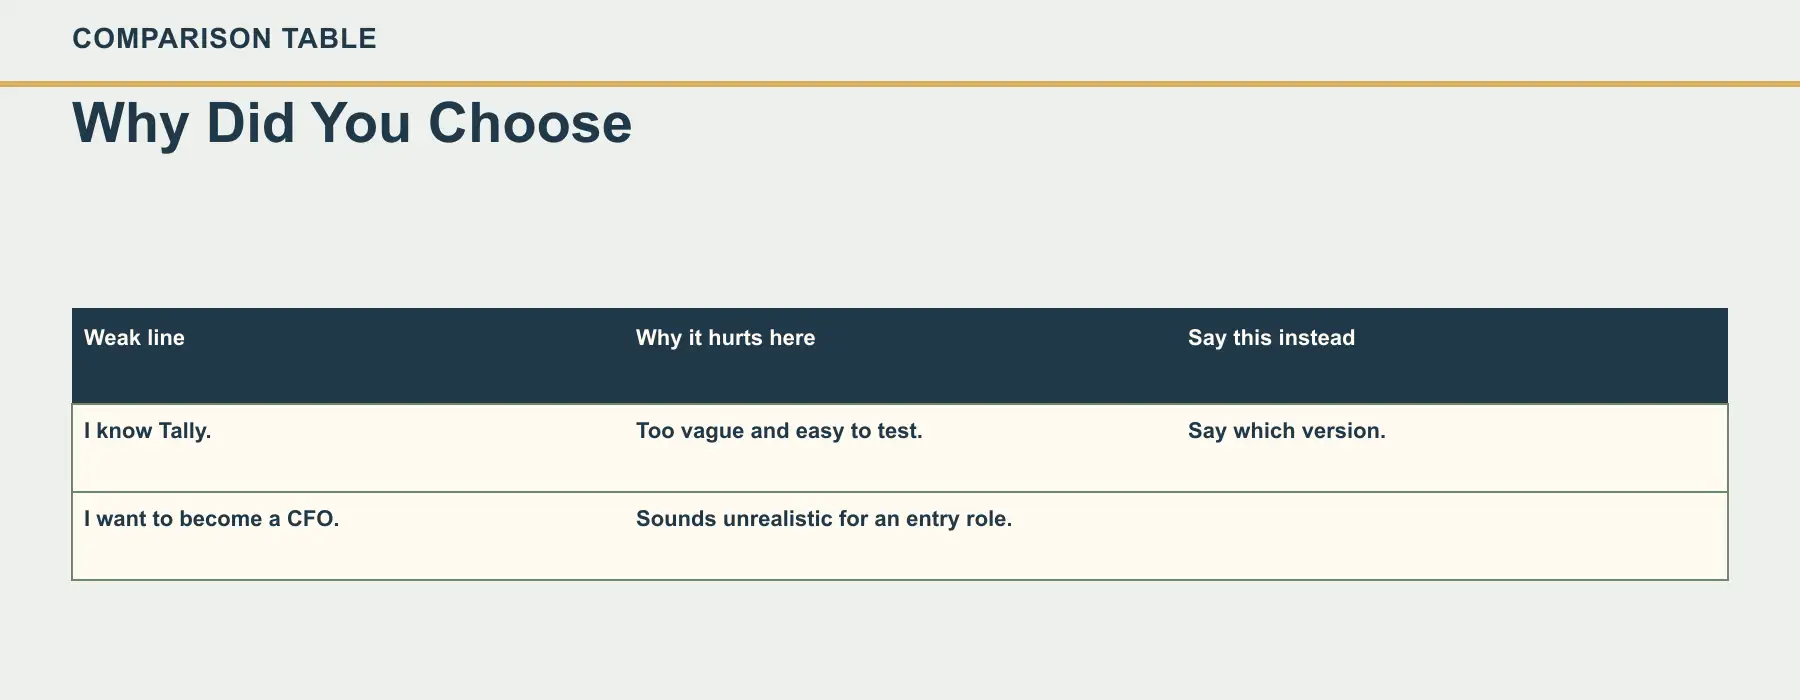 COMPARISON TABLE
Why Did You Choose
Weak line Why it hurts here Say this instead
I know Tally. Too vague and easy to test. Say which version.
I want to become a CFO. Sounds unrealistic for an entry role.